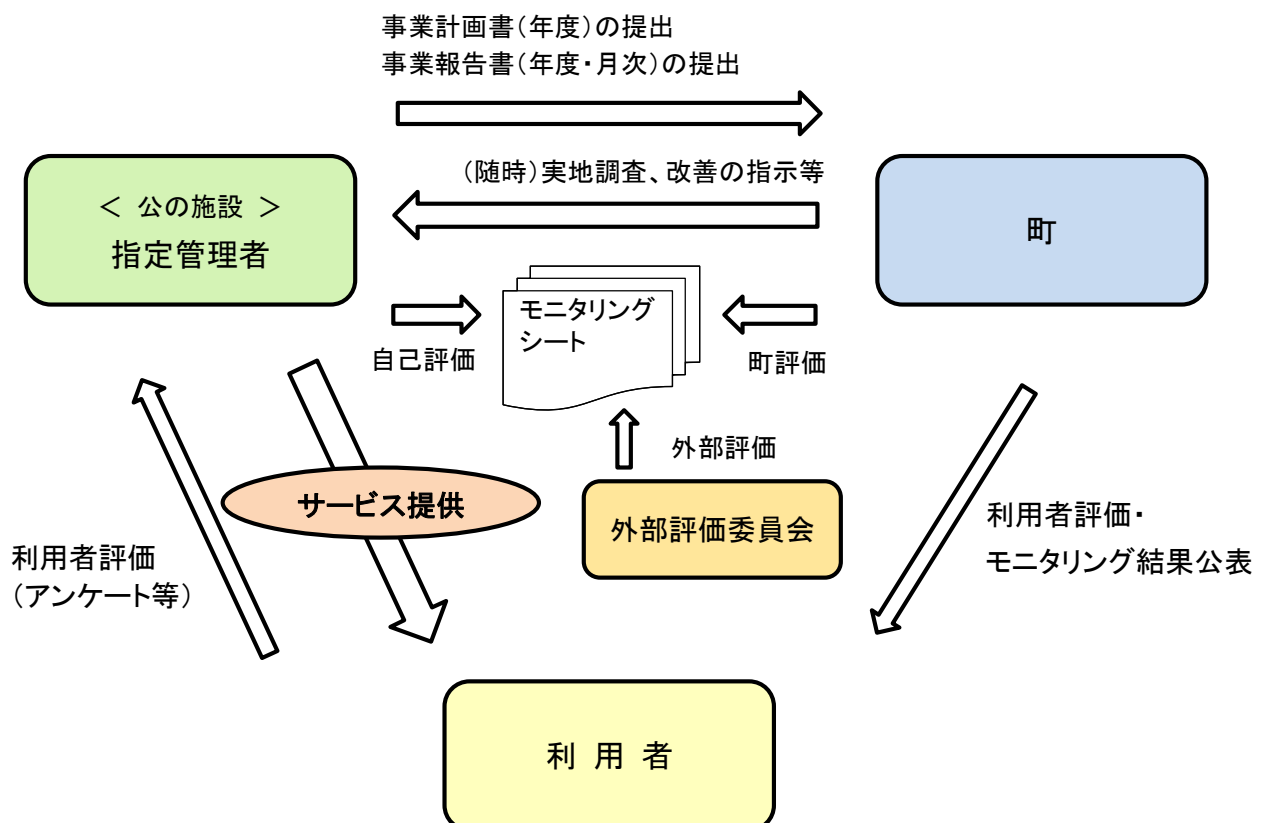 事業計画書(年度)の提出
事業報告書(年度・月次)の提出
(随時)実地調査、改善の指示等
＜ 公の施設 ＞
指定管理者
町
モニタリング
シート
自己評価
町評価
外部評価
サービス提供
外部評価委員会
利用者評価
(アンケート等)
利用者評価・
モニタリング結果公表
利 用 者